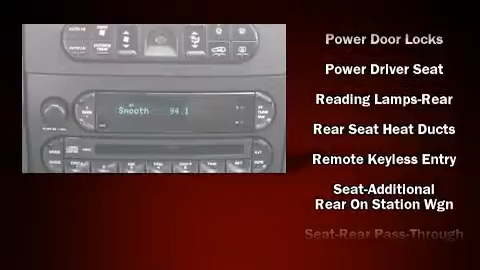 Smooth 94.1
Power Door Locks
Power Driver Seat
Reading Lamps-Rear
Rear Seat Heat Ducts
Remote Keyless Entry
Seat-Additional
Rear On Station Wgn
Seat-Rear Pass-Through